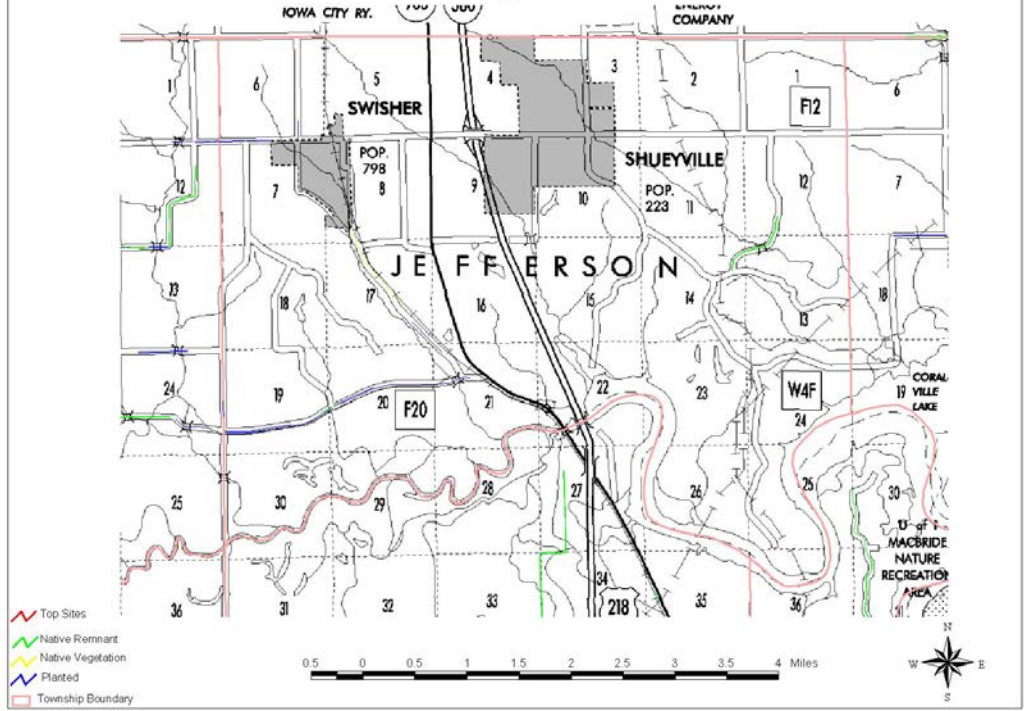 IOWA CITY RY.
COMPANY
1
6
5
4
3
2
1
6
SWISHER
F12
POP.
798
SHUEYVILLE
POP.
223
12
7
8
9
10
11
12
7
JEFFERSON
13
18
17
16
15
14
13
18
24
19
20
F20
21
22
23
W4F
24
19
CORAL
VILLE
LAKE
25
30
29
28
27
26
25
30
U of I
MACBRIDE
NATURE
RECREATION
AREA
36
31
32
33
34
218
35
36
31
Top Sites
Native Remnant
Native Vegetation
Planted
Township Boundary
0.5 0 0.5 1 1.5 2 2.5 3 3.5 4 Miles
N
W E
S